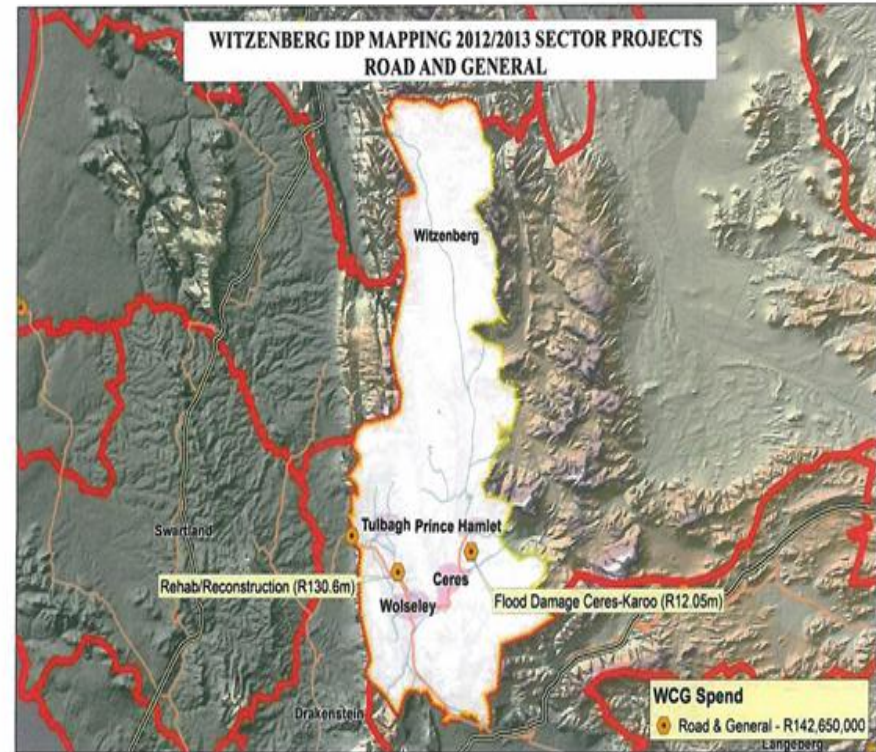 WITZENBERG IDP MAPPING 2012/2013 SECTOR PROJECTS
ROAD AND GENERAL
Witzenberg
Swartland
Tulbagh
Prince Hamlet
Rehab/Reconstruction (R130.6m)
Ceres
Wolseley
Flood Damage Ceres-Karoo (R12.05m)
Drakenstein
WCG Spend
Road & General - R142,650,000
Langeberg